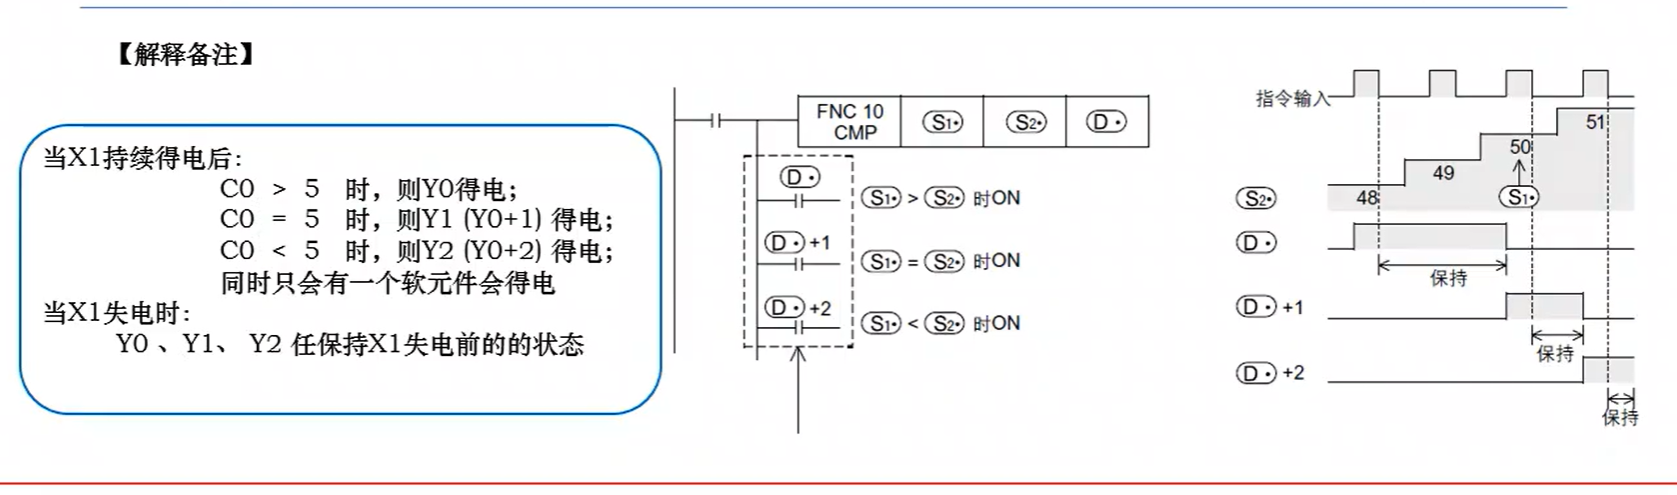 【解释备注】
当X1持续得电后：
C0 > 5 时，则Y0得电；
C0 = 5 时，则Y1 (Y0+1) 得电；
C0 < 5 时，则Y2 (Y0+2) 得电；
同时只会有一个软元件会得电
当X1失电时：
Y0 、Y1、 Y2 任保持X1失电前的的状态
FNC 10
CMP
S1•
S2•
D •
D •
S1• > S2• 时ON
D • +1
S1• = S2• 时ON
D • +2
S1• < S2• 时ON
指令输入
51
50
49
S2•
48
S1•
D •
保持
D • +1
保持
D • +2
保持